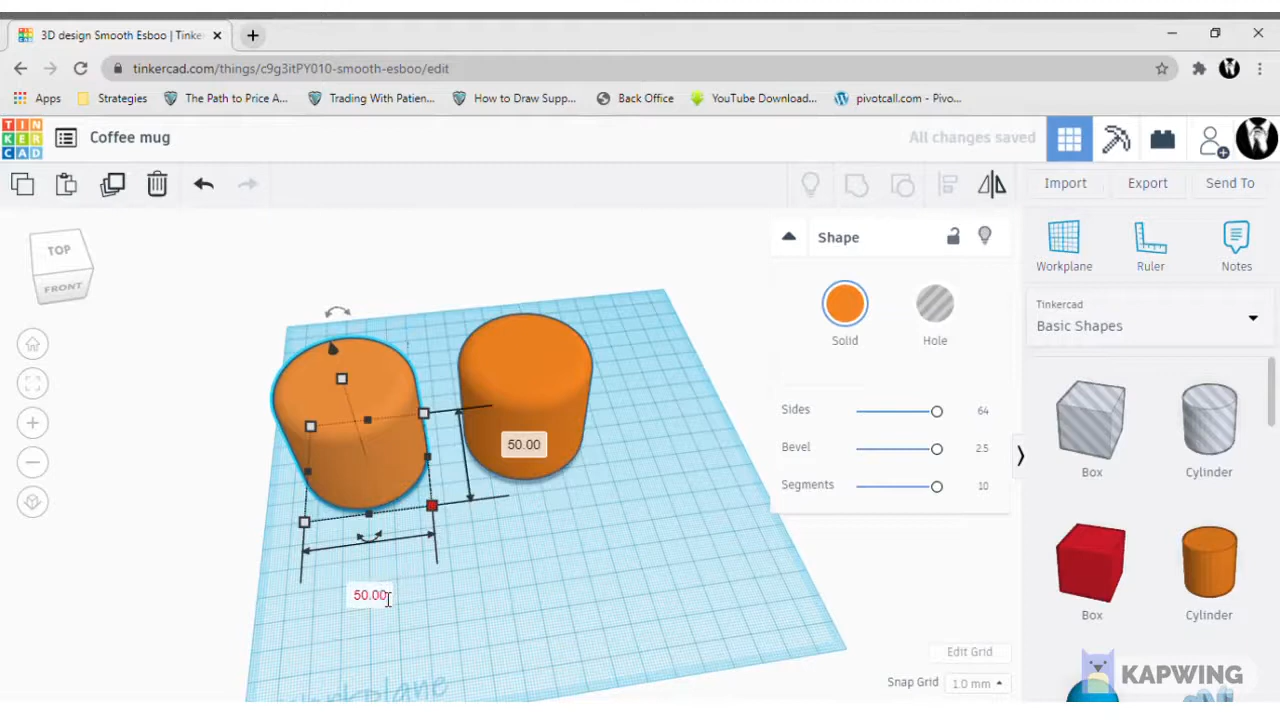 3D design Smooth Esboo | Tinke
tinkercad.com/things/c9g3itPY010-smooth-esboo/edit
Apps Strategies The Path to Price A... Trading With Patien... How to Draw Supp... Back Office YouTube Download... pivotcall.com - Pivo...
TIN
KER
CAD
Coffee mug
All changes saved
Import Export Send To
TOP
FRONT
Shape
Workplane Ruler Notes
Solid Hole
Tinkercad
Basic Shapes
Sides 64
Bevel 2.5
Segments 10
50.00
50.00
Box Cylinder
Box Cylinder
Workplane
Edit Grid
Snap Grid 1.0 mm
KAPWING